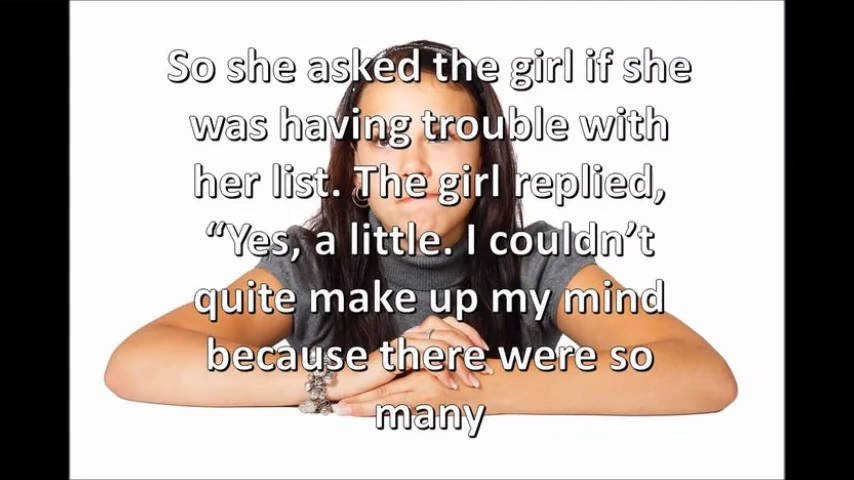 So she asked the girl if she
was having trouble with
her list. The girl replied,
“Yes, a little. I couldn’t
quite make up my mind
because there were so
many